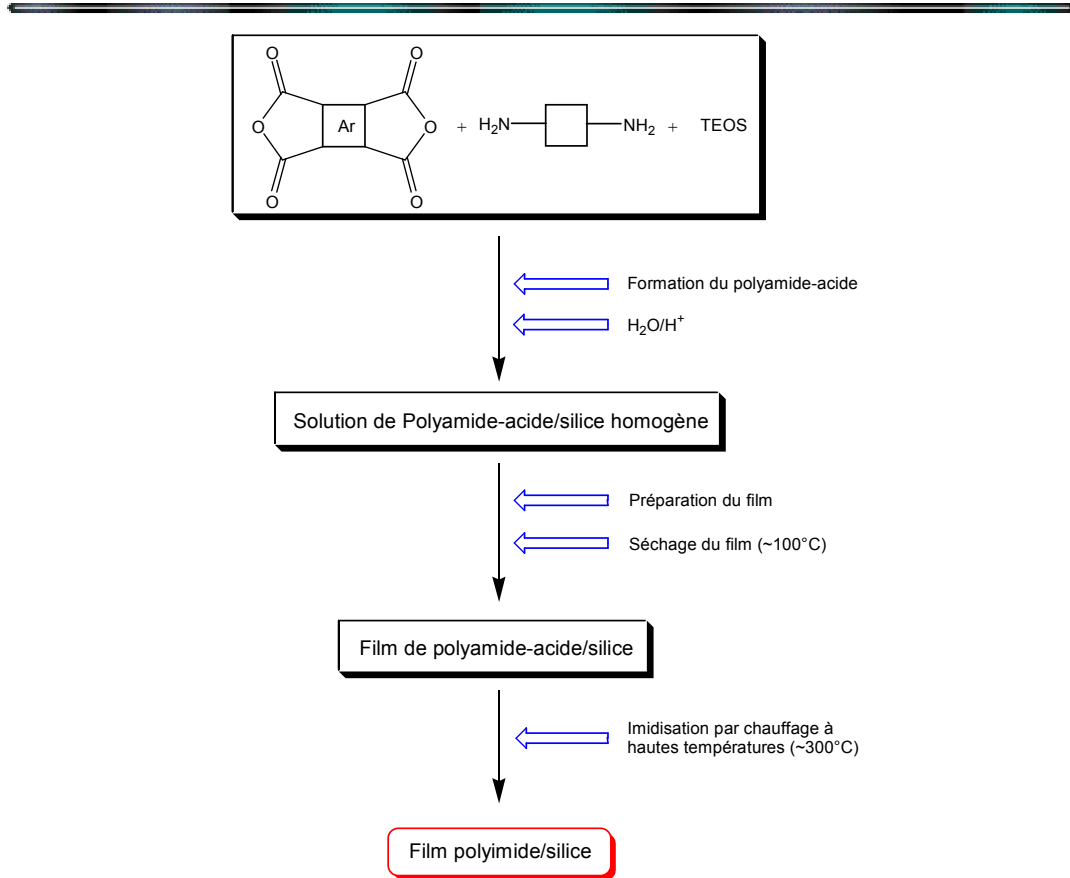 O O
O Ar O + H₂N NH₂ + TEOS
O O
Formation du polyamide-acide
H₂O/H⁺
Solution de Polyamide-acide/silice homogène
Préparation du film
Séchage du film (~100°C)
Film de polyamide-acide/silice
Imidisation par chauffage à
hautes températures (~300°C)
Film polyimide/silice